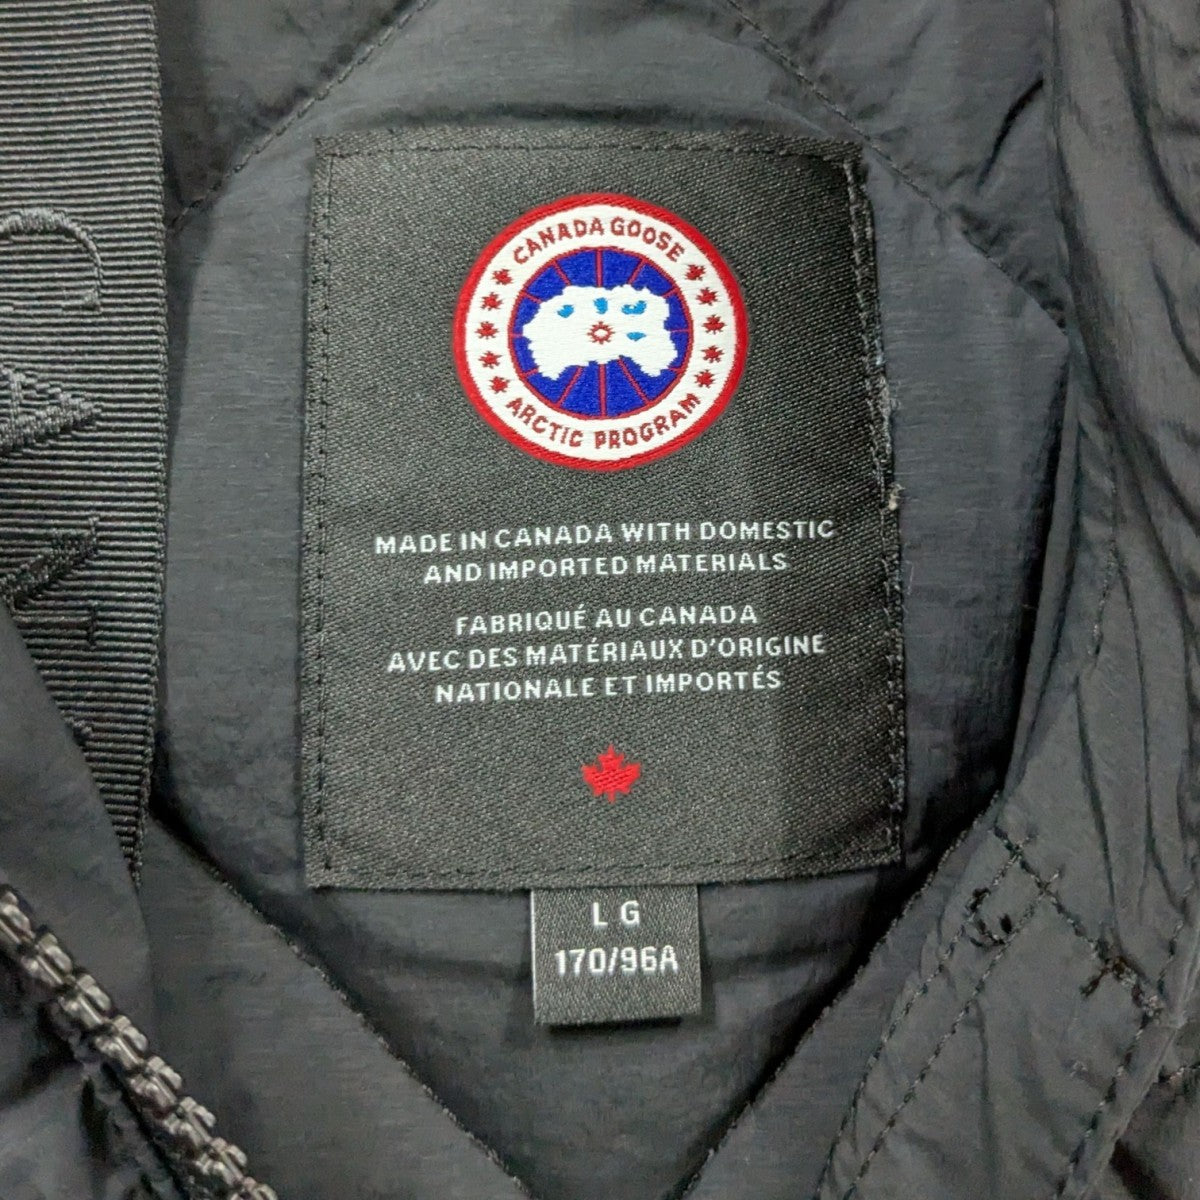 CANADA GOOSE
ARCTIC PROGRAM
MADE IN CANADA WITH DOMESTIC
AND IMPORTED MATERIALS
FABRIQUÉ AU CANADA
AVEC DES MATÉRIAUX D'ORIGINE
NATIONALE ET IMPORTÉS
LG
170/96A